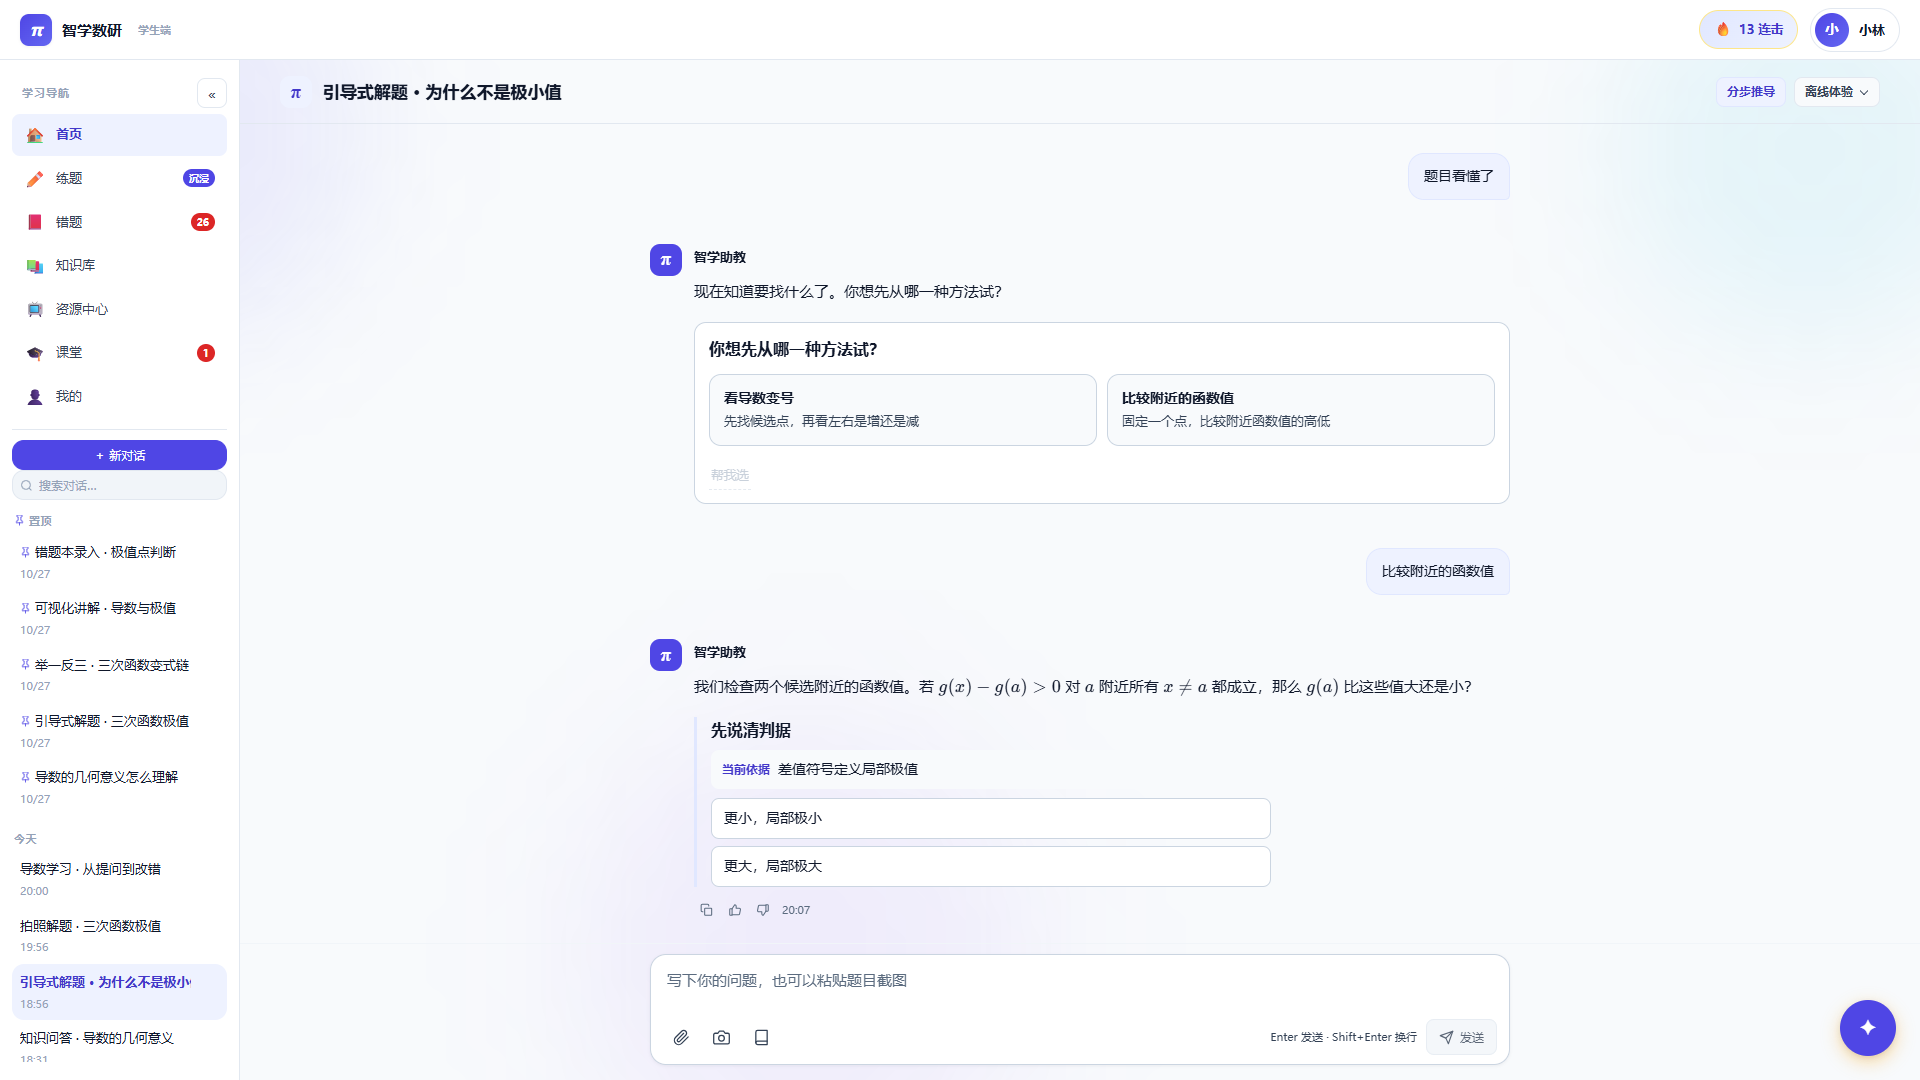 π 智学数研 学生端
13 连击
小 小林
学习导航 «
首页
练题 沉浸
错题 26
知识库
资源中心
课堂 1
我的
+ 新对话
搜索对话...
置顶
错题本录入 · 极值点判断
10/27
可视化讲解 · 导数与极值
10/27
举一反三 · 三次函数变式链
10/27
引导式解题 · 三次函数极值
10/27
导数的几何意义怎么理解
10/27
今天
导数学习 · 从提问到改错
20:00
拍照解题 · 三次函数极值
19:56
引导式解题 • 为什么不是极小
18:56
知识问答 · 导数的几何意义
18:31
π 引导式解题 • 为什么不是极小值
分步推导 离线体验
题目看懂了
π 智学助教
现在知道要找什么了。你想先从哪一种方法试？
你想先从哪一种方法试？
看导数变号
先找候选点，再看左右是增还是减
比较附近的函数值
固定一个点，比较附近函数值的高低
帮我选
比较附近的函数值
π 智学助教
我们检查两个候选附近的函数值。若 g(x) − g(a) > 0 对 a 附近所有 x ≠ a 都成立，那么 g(a) 比这些值大还是小？
先说清判据
当前依据 差值符号定义局部极值
更小，局部极小
更大，局部极大
20:07
写下你的问题，也可以粘贴题目截图
Enter 发送 · Shift+Enter 换行 发送